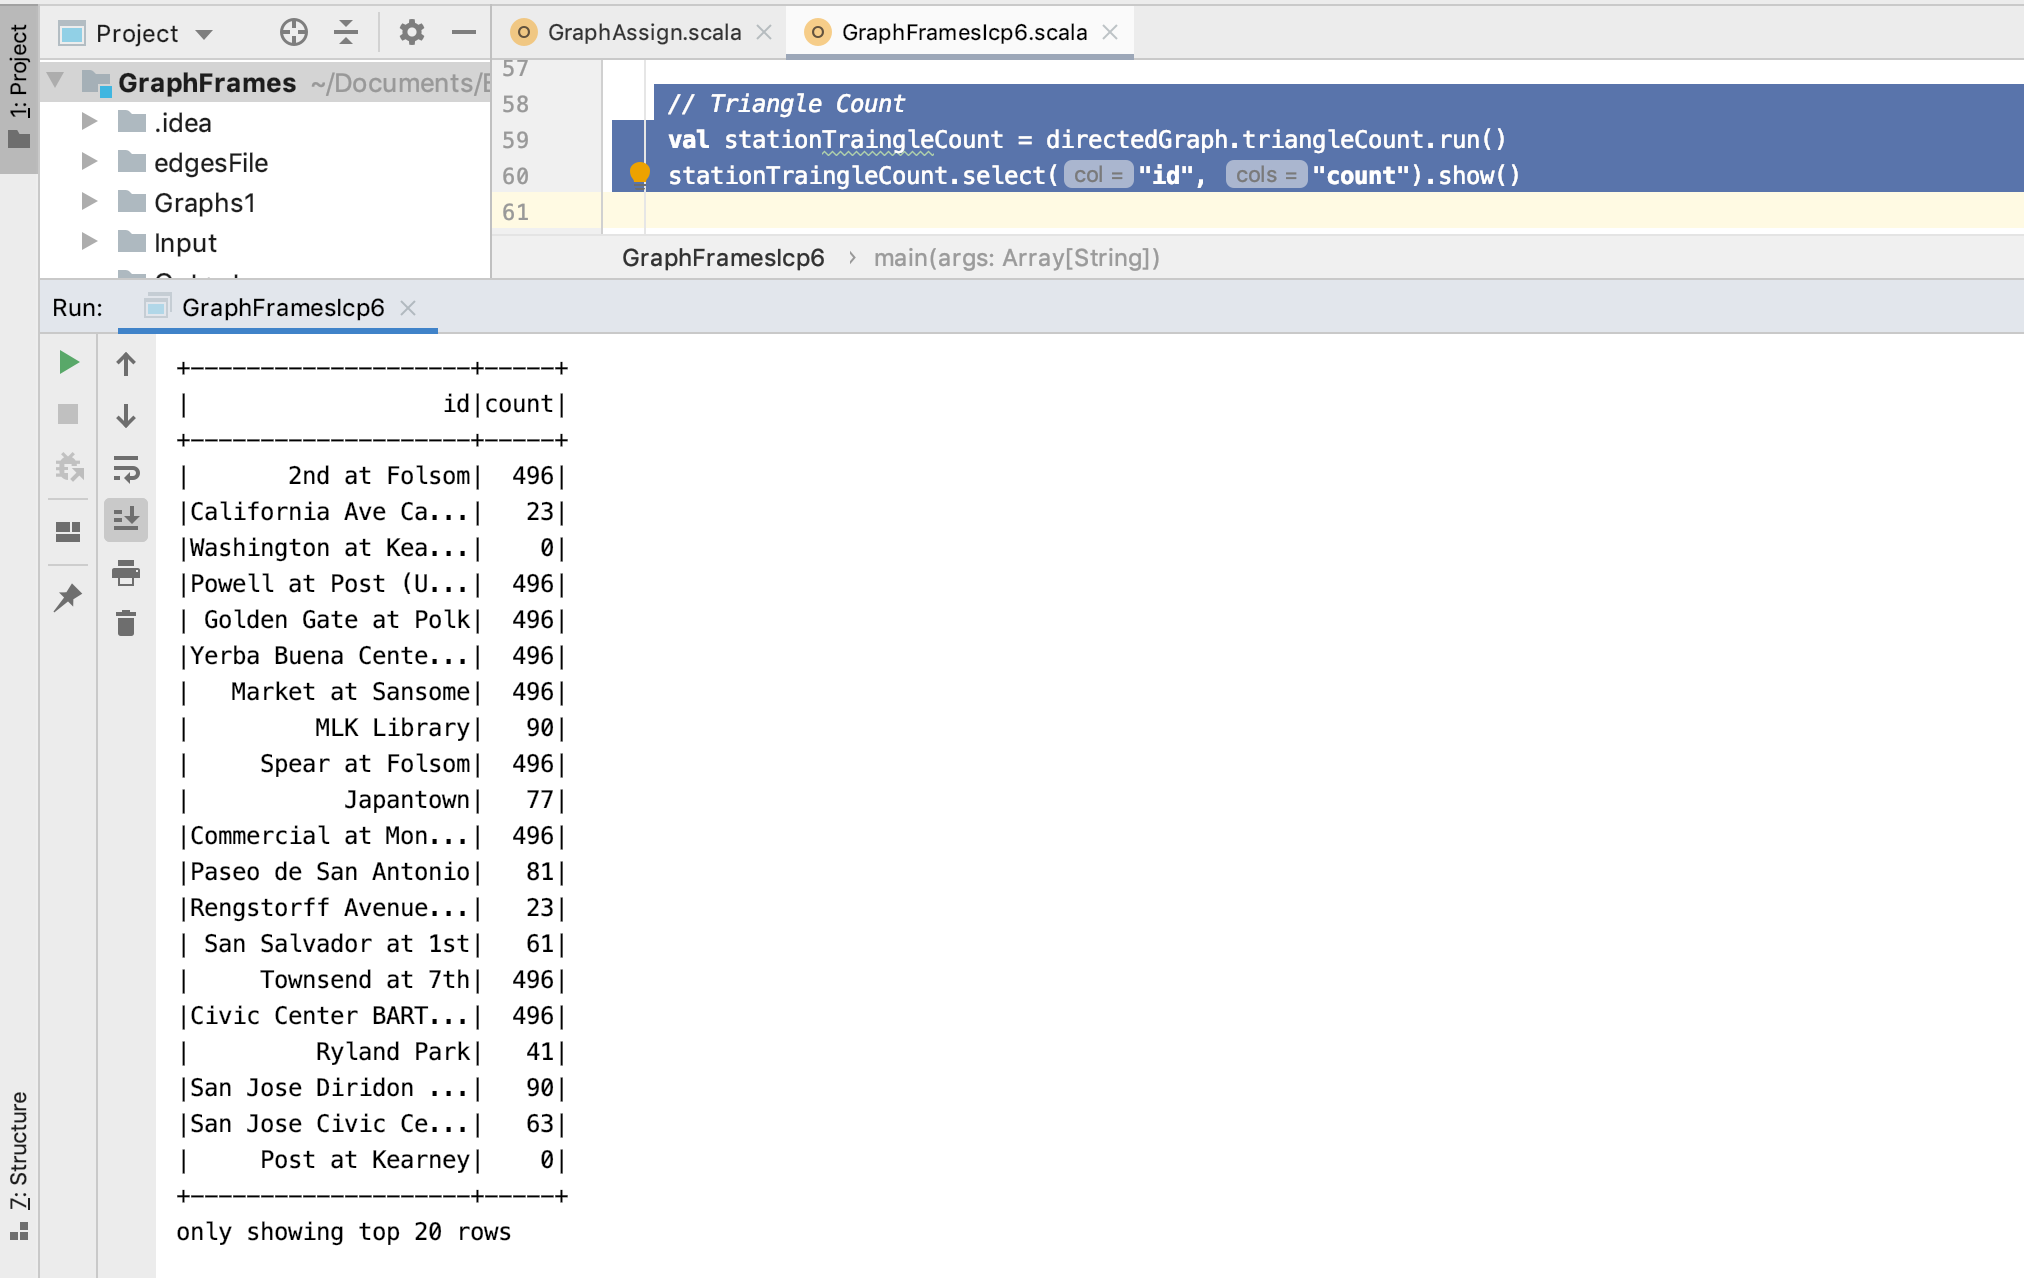 1: Project
Project
GraphAssign.scala
GraphFramesIcp6.scala
GraphFrames ~/Documents/
.idea
edgesFile
Graphs1
Input
57
58 // Triangle Count
59 val stationTraingleCount = directedGraph.triangleCount.run()
60 stationTraingleCount.select( col = "id", cols = "count").show()
61
GraphFramesIcp6 › main(args: Array[String])
Run: GraphFramesIcp6
+--------------------+-----+
|                  id|count|
+--------------------+-----+
|       2nd at Folsom|  496|
|California Ave Ca...|   23|
|Washington at Kea...|    0|
|Powell at Post (U...|  496|
| Golden Gate at Polk|  496|
|Yerba Buena Cente...|  496|
|   Market at Sansome|  496|
|         MLK Library|   90|
|     Spear at Folsom|  496|
|           Japantown|   77|
|Commercial at Mon...|  496|
|Paseo de San Antonio|   81|
|Rengstorff Avenue...|   23|
| San Salvador at 1st|   61|
|     Townsend at 7th|  496|
|Civic Center BART...|  496|
|         Ryland Park|   41|
|San Jose Diridon ...|   90|
|San Jose Civic Ce...|   63|
|     Post at Kearney|    0|
+--------------------+-----+
only showing top 20 rows
7: Structure